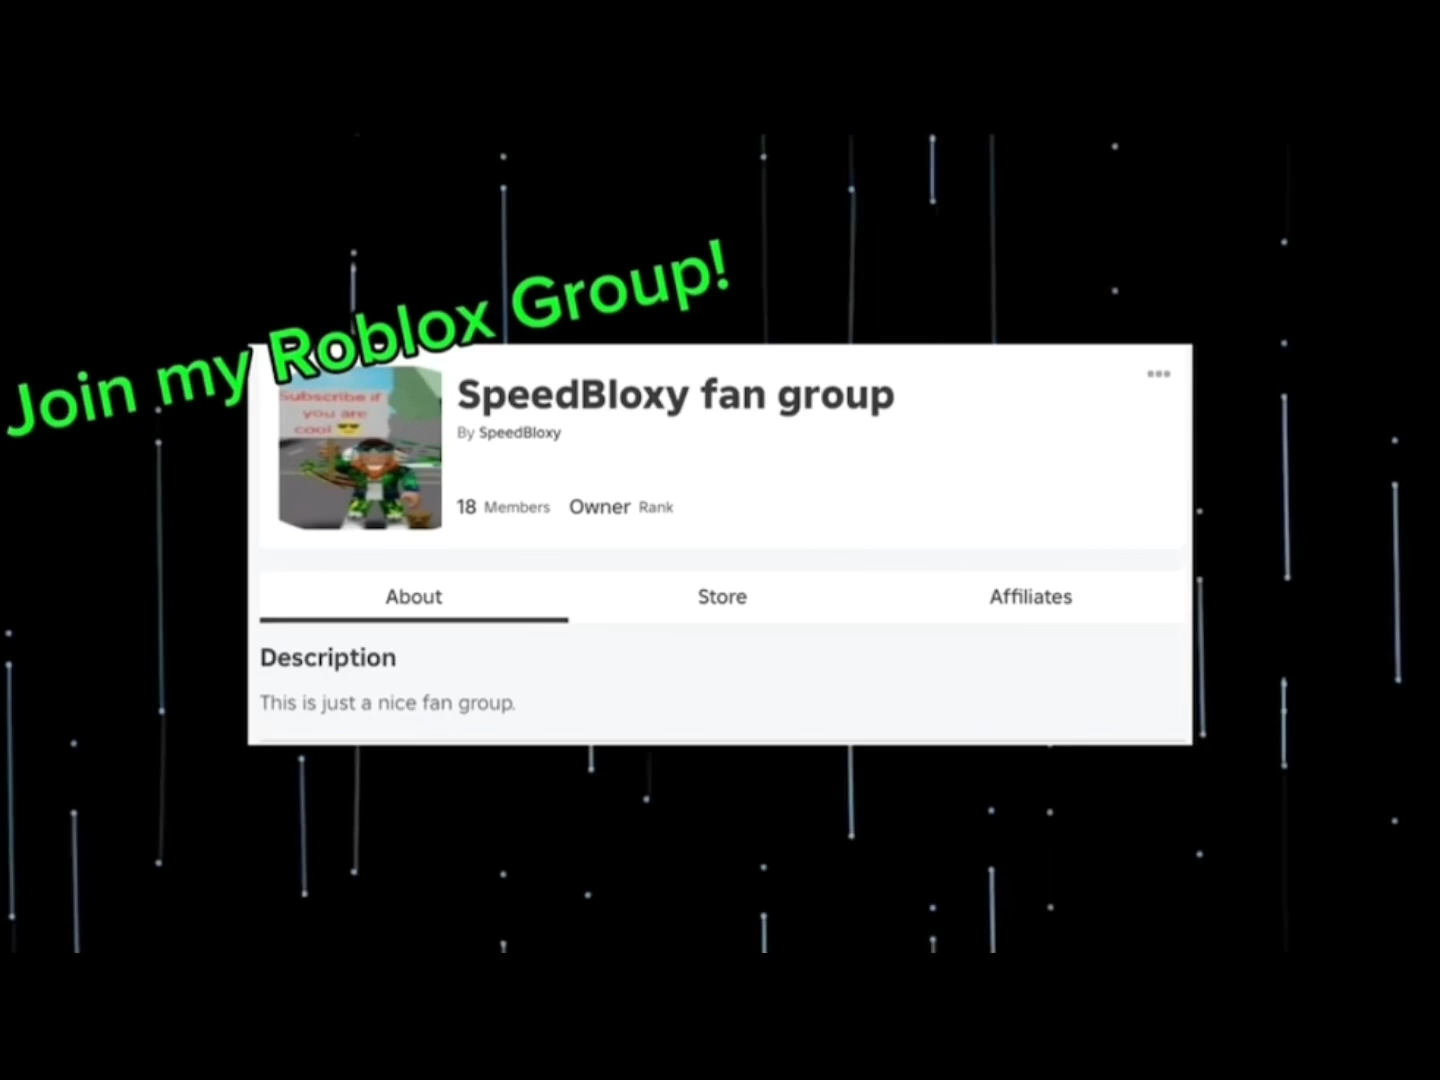 Join my Roblox Group!
Subscribe if
you are
cool 😎
SpeedBloxy fan group
By SpeedBloxy
18 Members Owner Rank
About Store Affiliates
Description
This is just a nice fan group.